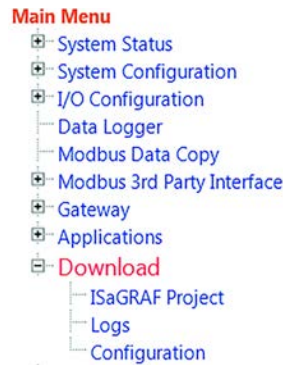 Main Menu
System Status
System Configuration
I/O Configuration
Data Logger
Modbus Data Copy
Modbus 3rd Party Interface
Gateway
Applications
Download
ISaGRAF Project
Logs
Configuration